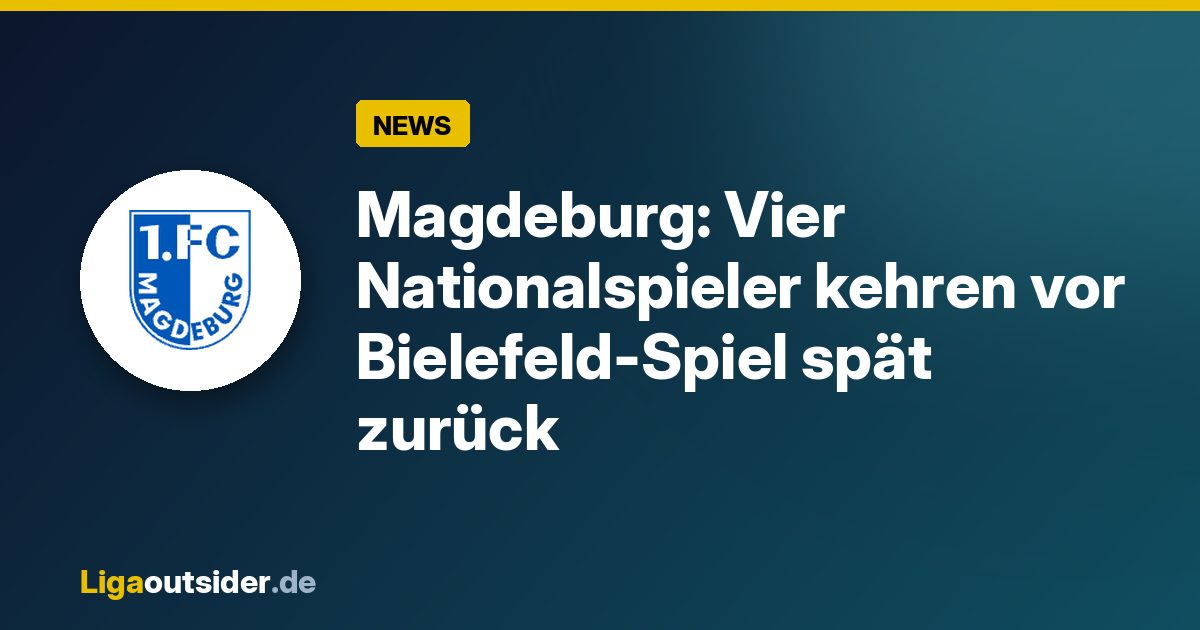 NEWS
1.FC
MAGDEBURG
Magdeburg: Vier
Nationalspieler kehren vor
Bielefeld-Spiel spät
zurück
Ligaoutsider.de